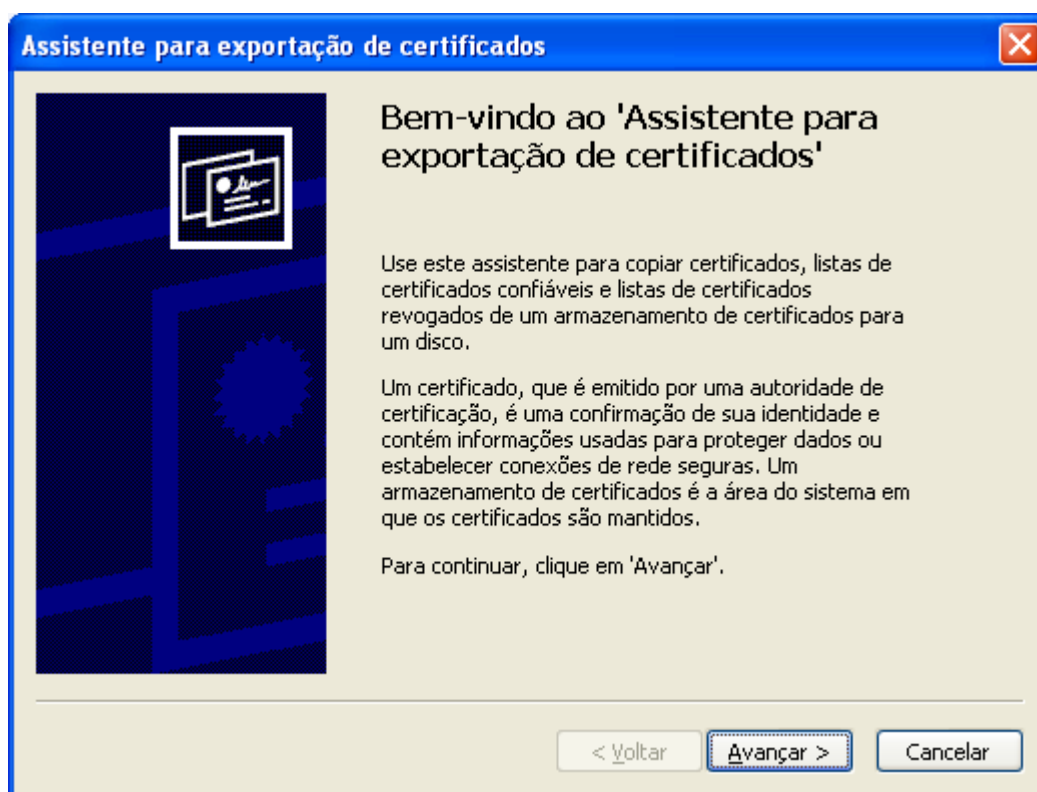 Assistente para exportação de certificados
Bem-vindo ao 'Assistente para
exportação de certificados'
Use este assistente para copiar certificados, listas de
certificados confiáveis e listas de certificados
revogados de um armazenamento de certificados para
um disco.
Um certificado, que é emitido por uma autoridade de
certificação, é uma confirmação de sua identidade e
contém informações usadas para proteger dados ou
estabelecer conexões de rede seguras. Um
armazenamento de certificados é a área do sistema em
que os certificados são mantidos.
Para continuar, clique em 'Avançar'.
< Voltar Avançar > Cancelar